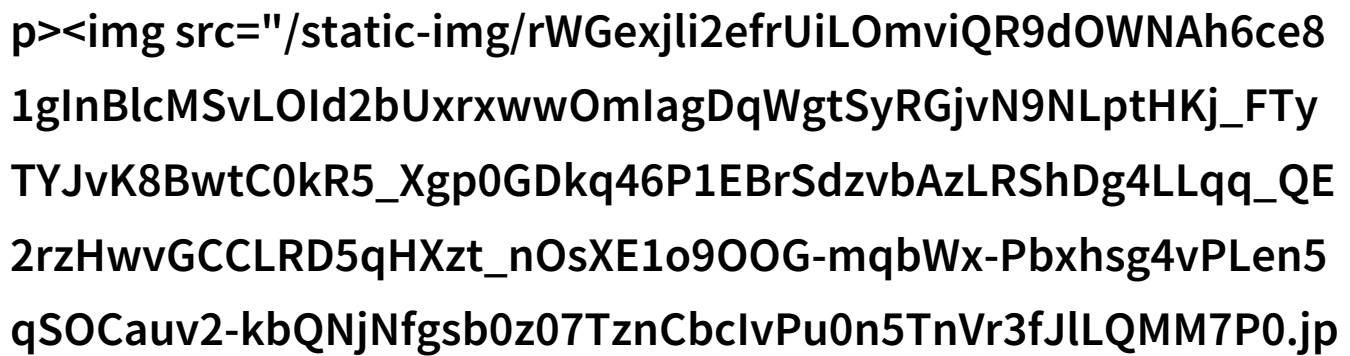 p><img src="/static-img/rWGexjli2efrUiLOmviQR9dOWNAh6ce8
1gInBlcMSvLOId2bUxrxwwOmIagDqWgtSyRGjvN9NLptHKj_FTy
TYJvK8BwtC0kR5_Xgp0GDkq46P1EBrSdzvbAzLRShDg4LLqq_QE
2rzHwvGCCLRD5qHXzt_nOsXE1o9OOG-mqbWx-Pbxhsg4vPLen5
qSOCauv2-kbQNjNfgsb0z07TznCbcIvPu0n5TnVr3fJlLQMM7P0.jp